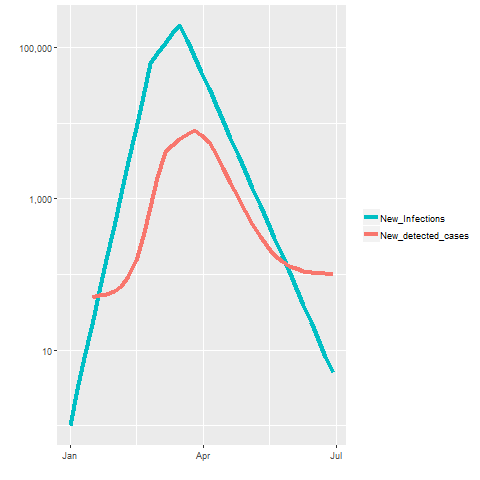 100,000
1,000
10
Jan
Apr
Jul
New_Infections
New_detected_cases